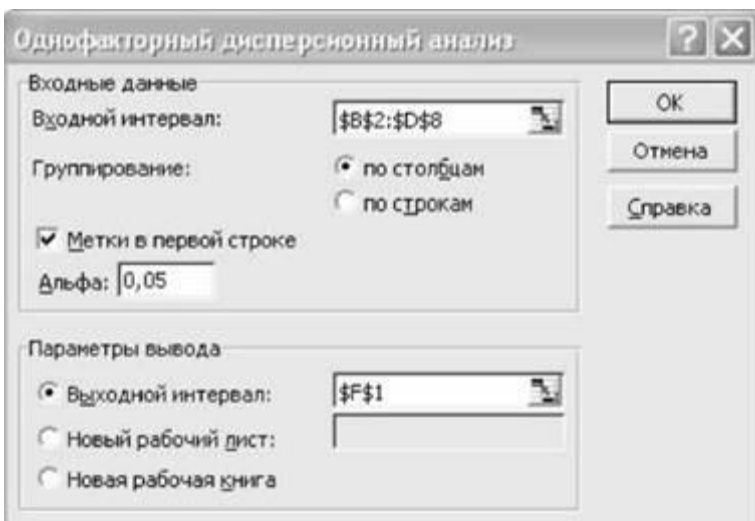 Однофакторный дисперсионный анализ
Входные данные
Входной интервал: $B$2:$D$8
Группирование: по столбцам
по строкам
Метки в первой строке
Альфа: 0,05
OK
Отмена
Справка
Параметры вывода
Выходной интервал: $F$1
Новый рабочий лист:
Новая рабочая книга